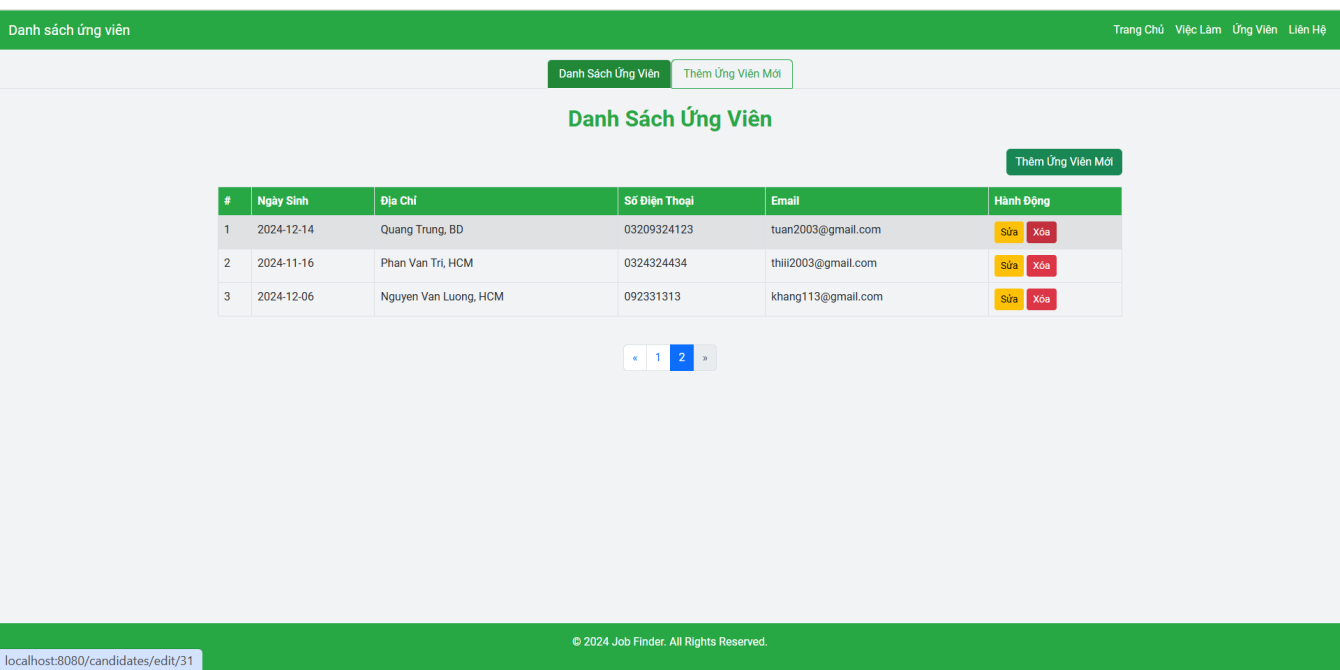 Danh sách ứng viên Trang Chủ Việc Làm Ứng Viên Liên Hệ
Danh Sách Ứng Viên Thêm Ứng Viên Mới
Danh Sách Ứng Viên
Thêm Ứng Viên Mới
# Ngày Sinh Địa Chỉ Số Điện Thoại Email Hành Động
1 2024-12-14 Quang Trung, BD 03209324123 tuan2003@gmail.com Sửa Xóa
2 2024-11-16 Phan Van Tri, HCM 0324324434 thiii2003@gmail.com Sửa Xóa
3 2024-12-06 Nguyen Van Luong, HCM 092331313 khang113@gmail.com Sửa Xóa
« 1 2 »
© 2024 Job Finder. All Rights Reserved.
localhost:8080/candidates/edit/31